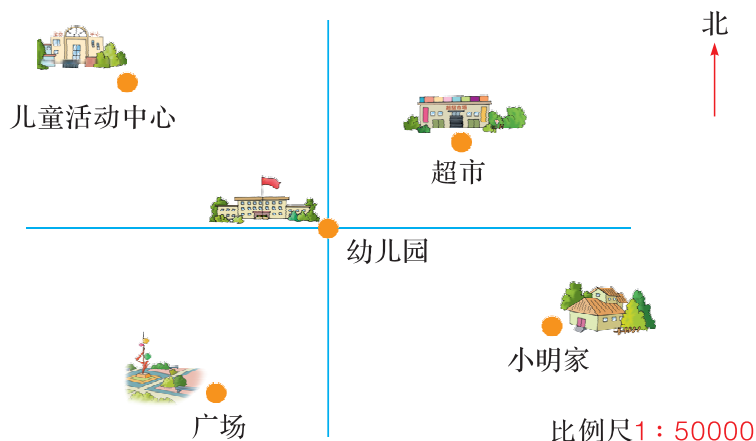 北
儿童活动中心
超市
幼儿园
小明家
广场
比例尺1：50000